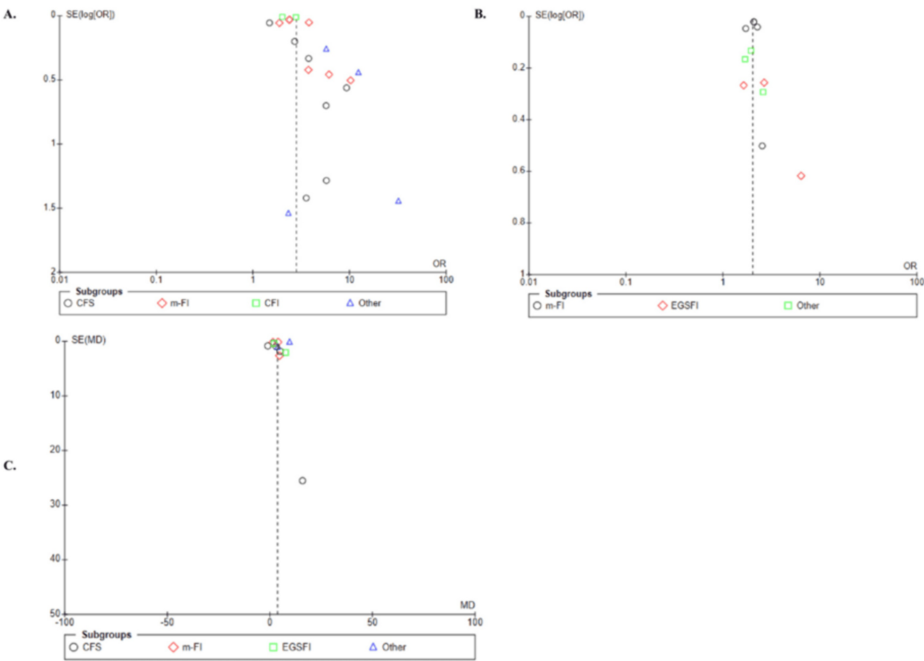 A.
SE(log[OR])
0
0.5
1
1.5
2
0.01 0.1 1 10 100
OR
Subgroups
CFS m-FI CFI Other
B.
SE(log[OR])
0
0.2
0.4
0.6
0.8
1
0.01 0.1 1 10 100
OR
Subgroups
m-FI EGSFI Other
C.
SE(MD)
0
10
20
30
40
50
-100 -50 0 50 100
MD
Subgroups
CFS m-FI EGSFI Other